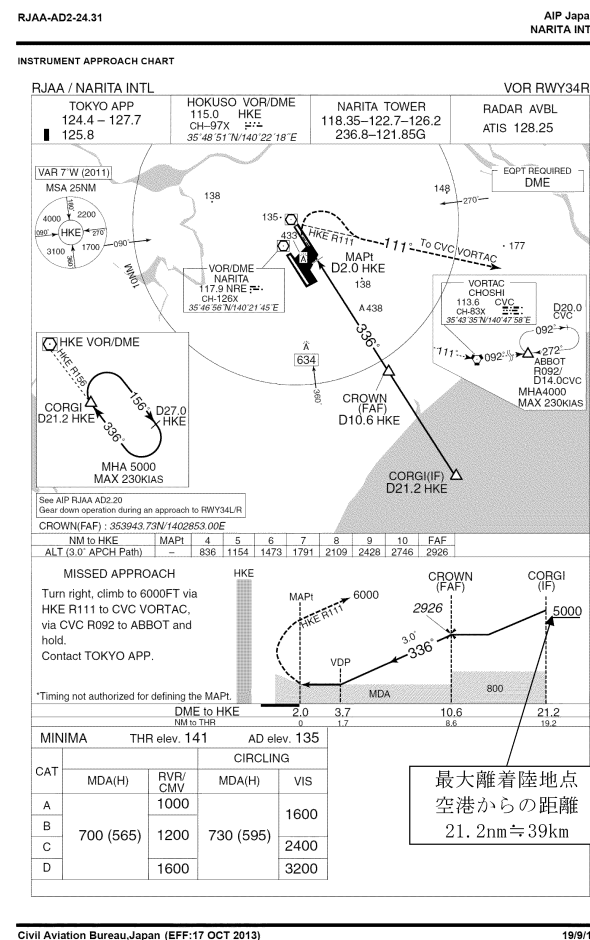 RJAA-AD2-24.31
AIP Japa
NARITA INT
INSTRUMENT APPROACH CHART
RJAA / NARITA INTL
VOR RWY34R
TOKYO APP
124.4 – 127.7
125.8
HOKUSO VOR/DME
115.0 HKE
CH–97X
35°48´51˝N/140°22´18˝E
NARITA TOWER
118.35–122.7–126.2
236.8–121.85G
RADAR AVBL
ATIS 128.25
VAR 7°W (2011)
MSA 25NM
180°
4000
2200
090°
HKE
270°
3100
1700
360°
090°
10NM
138
135
433
148
270°
EQPT REQUIRED
DME
HKE R111
111°
To CVC VORTAC
177
MAPt
D2.0 HKE
138
A 438
VOR/DME
NARITA
117.9 NRE
CH-126X
35°46´56˝N/140°21´45˝E
VORTAC
CHOSHI
113.6 CVC
CH-83X
35°43´35˝N/140°47´58˝E
D20.0
CVC
092°
111°
092°
272°
ABBOT
R092/
D14.0CVC
MHA4000
MAX 230KIAS
336°
634
360°
CROWN
(FAF)
D10.6 HKE
CORGI(IF)
D21.2 HKE
HKE VOR/DME
HKE R156
CORGI
D21.2 HKE
156°
336°
D27.0
HKE
MHA 5000
MAX 230KIAS
See AIP RJAA AD2.20
Gear down operation during an approach to RWY34L/R
CROWN(FAF) : 353943.73N/1402853.00E
NM to HKE MAPt 4 5 6 7 8 9 10 FAF
ALT (3.0° APCH Path) – 836 1154 1473 1791 2109 2428 2746 2926
MISSED APPROACH
Turn right, climb to 6000FT via
HKE R111 to CVC VORTAC,
via CVC R092 to ABBOT and
hold.
Contact TOKYO APP.
*Timing not authorized for defining the MAPt.
HKE
MAPt
6000
HKE R111
VDP
CROWN
(FAF)
2926
3.0°
336°
CORGI
(IF)
5000
MDA
800
DME to HKE 2.0 3.7 10.6 21.2
NM to THR 0 1.7 8.6 19.2
MINIMA THR elev. 141 AD elev. 135
CAT
CIRCLING
MDA(H)
RVR/
CMV
MDA(H)
VIS
A
B
C
D
700 (565)
1000
1200
1600
730 (595)
1600
2400
3200
最大離着陸地点
空港からの距離
21.2nm≒39km
Civil Aviation Bureau,Japan (EFF:17 OCT 2013)
19/9/1